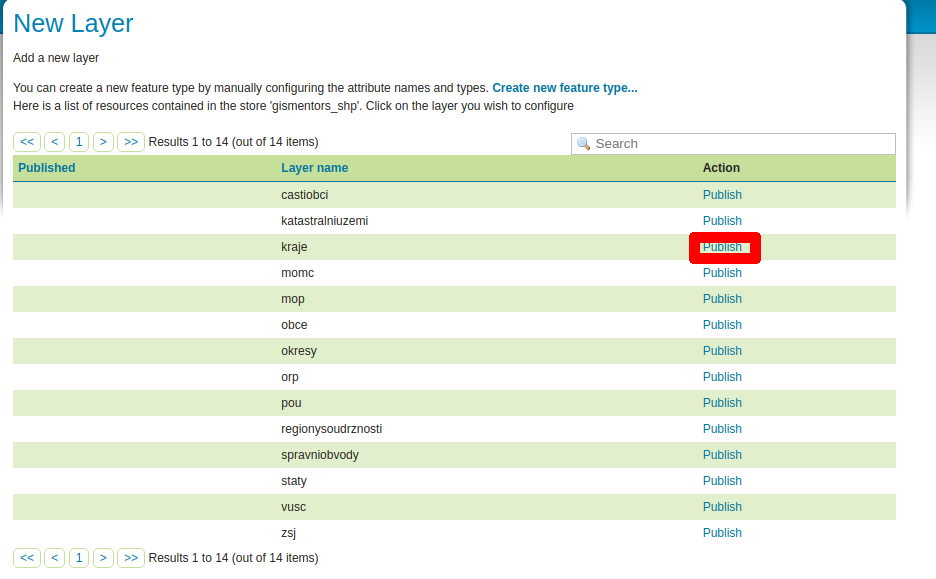 New Layer
Add a new layer
You can create a new feature type by manually configuring the attribute names and types. Create new feature type...
Here is a list of resources contained in the store 'gismentors_shp'. Click on the layer you wish to configure
<< < 1 > >> Results 1 to 14 (out of 14 items) Search
Published Layer name Action
castiobci Publish
katastralniuzemi Publish
kraje Publish
momc Publish
mop Publish
obce Publish
okresy Publish
orp Publish
pou Publish
regionysoudrznosti Publish
spravniobvody Publish
staty Publish
vusc Publish
zsj Publish
<< < 1 > >> Results 1 to 14 (out of 14 items)